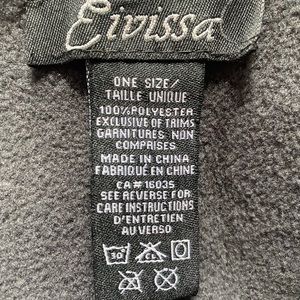 Eivissa
ONE SIZE/
TAILLE UNIQUE
100%POLYESTER
EXCLUSIVE OF TRIMS
GARNITURES NON
COMPRISES
MADE IN CHINA
FABRIQUÉ EN CHINE
CA# 16035
SEE REVERSE FOR
CARE INSTRUCTIONS
D'ENTRETIEN
AU VERSO
30 CL